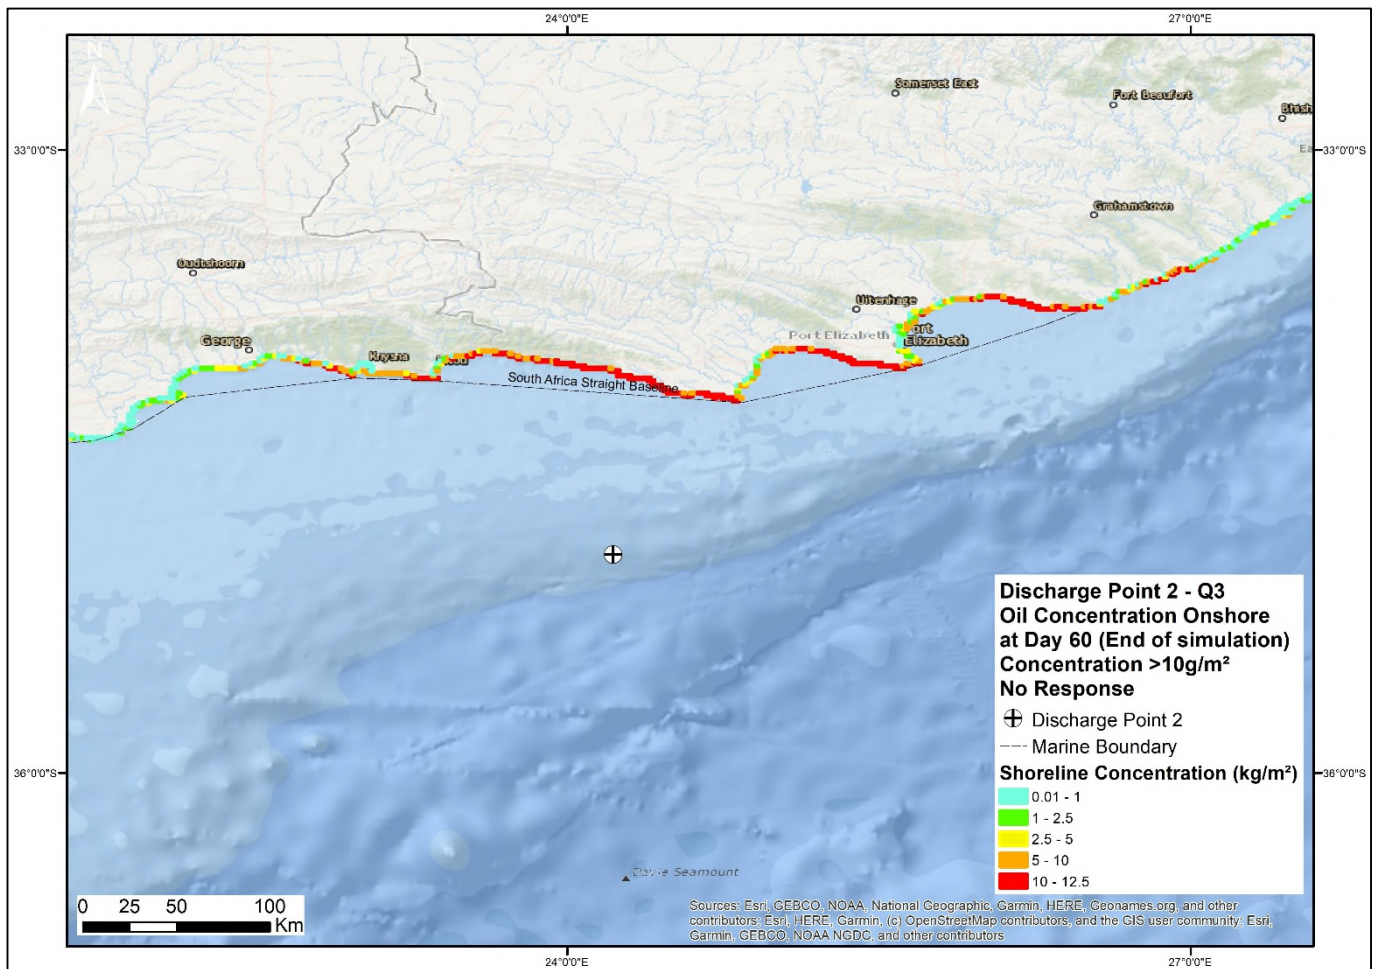 24°0'0"E
27°0'0"E
N
Somerset East
Fort Beaufort
Bhish
33°0'0"S
33°0'0"S
Ea
Grahamstown
Oudtshoorn
Uitenhage
Port Elizabeth
Port
Elizabeth
George
Knysna
South Africa Straight Baseline
Discharge Point 2 - Q3
Oil Concentration Onshore
at Day 60 (End of simulation)
Concentration >10g/m²
No Response
Discharge Point 2
Marine Boundary
Shoreline Concentration (kg/m²)
0.01 - 1
1 - 2.5
2.5 - 5
5 - 10
10 - 12.5
36°0'0"S
36°0'0"S
Davie Seamount
0 25 50 100
Km
Sources: Esri, GEBCO, NOAA, National Geographic, Garmin, HERE, Geonames.org, and other
contributors: Esri, HERE, Garmin, (c) OpenStreetMap contributors, and the GIS user community: Esri,
Garmin, GEBCO, NOAA NGDC, and other contributors
24°0'0"E
27°0'0"E